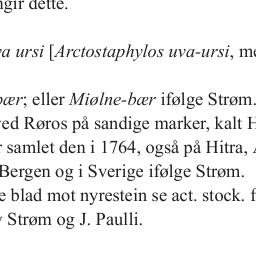 ngir dette.
va ursi [Arctostaphylos uva-ursi, me
bær; eller Miølne-bær ifølge Strøm.
ved Røros på sandige marker, kalt H
r samlet den i 1764, også på Hitra, A
Bergen og i Sverige ifølge Strøm.
e blad mot nyrestein se act. stock. f
v Strøm og J. Paulli.